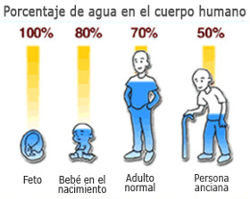 Porcentaje de agua en el cuerpo humano
100% 80% 70% 50%
Feto
Bebé en el
nacimiento
Adulto
normal
Persona
anciana